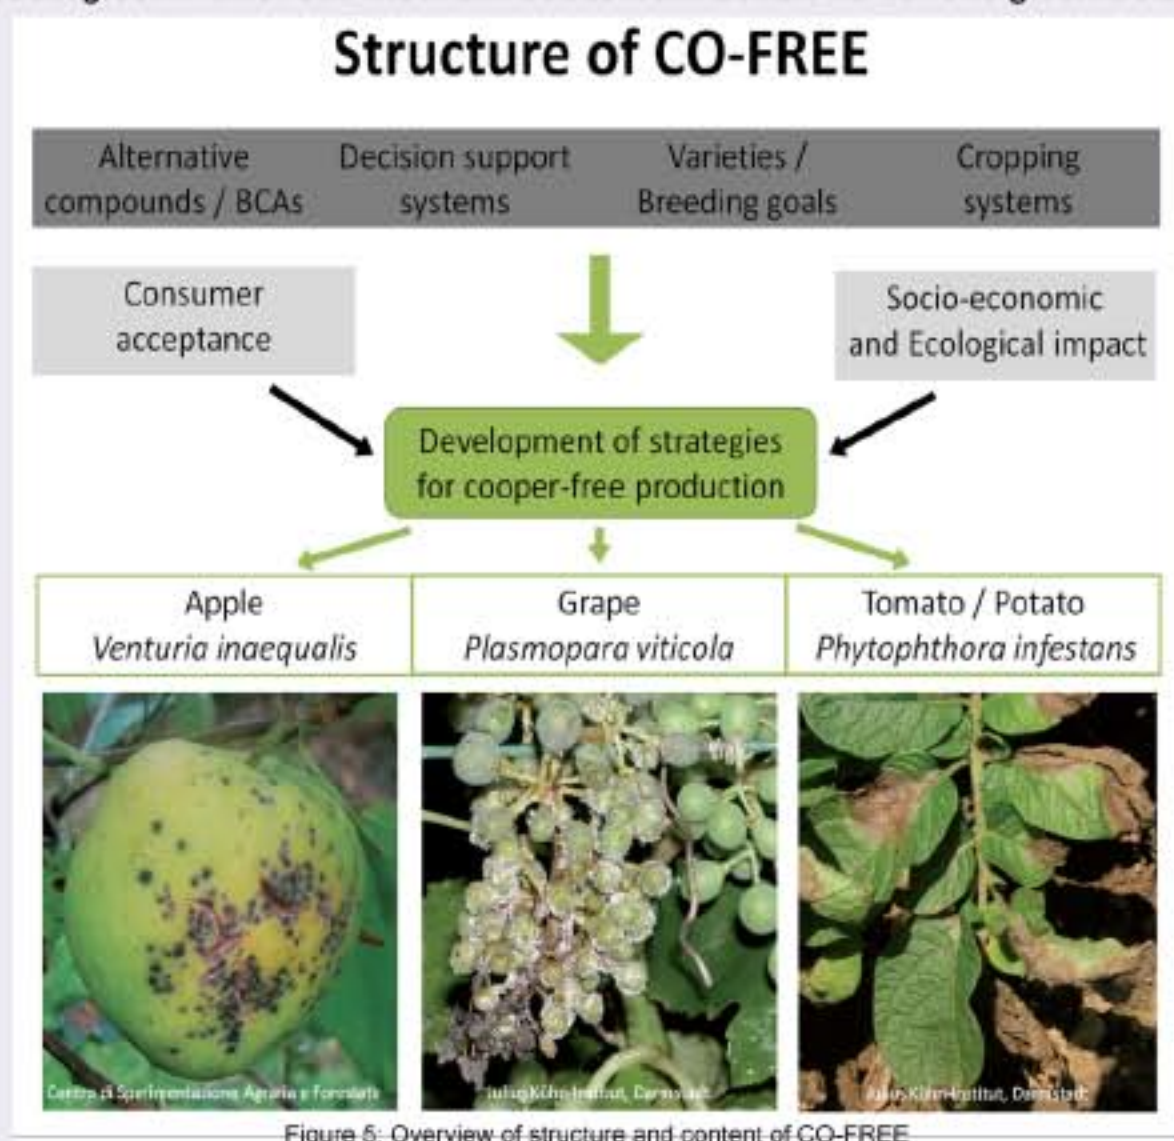 Structure of CO-FREE
Alternative
compounds / BCAs
Decision support
systems
Varieties /
Breeding goals
Cropping
systems
Consumer
acceptance
Socio-economic
and Ecological impact
Development of strategies
for cooper-free production
Apple
Venturia inaequalis
Grape
Plasmopara viticola
Tomato / Potato
Phytophthora infestans
Centro di Sperimentazione Agraria e Forestale
Julius Kühn-Institut, Darmstadt
Julius Kühn-Institut, Darmstadt
Figure 5: Overview of structure and content of CO-FREE